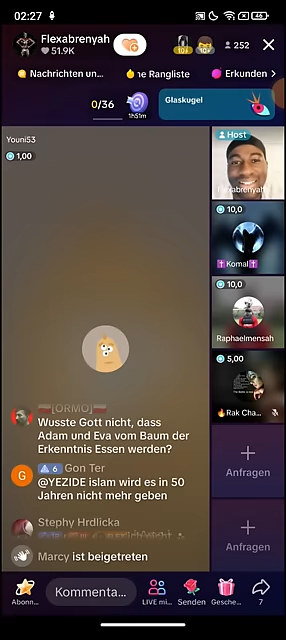 02:27
46
Flexabrenyah
51.9K
252
Nachrichten un...
ne Rangliste
Erkunden
0/36
1h51m
Glaskugel
Youni53
1,00
Host
10,0
Komal
10,0
Raphaelmensah
5,00
Rak Cha...
[ORMO]
Wusste Gott nicht, dass
Adam und Eva vom Baum der
Erkenntnis Essen werden?
G
6 Gon Ter
@YEZIDE islam wird es in 50
Jahren nicht mehr geben
Stephy Hrdlicka
Marcy ist beigetreten
Anfragen
Anfragen
Abonn...
Kommenta...
LIVE mi...
Senden
Gesche...
7